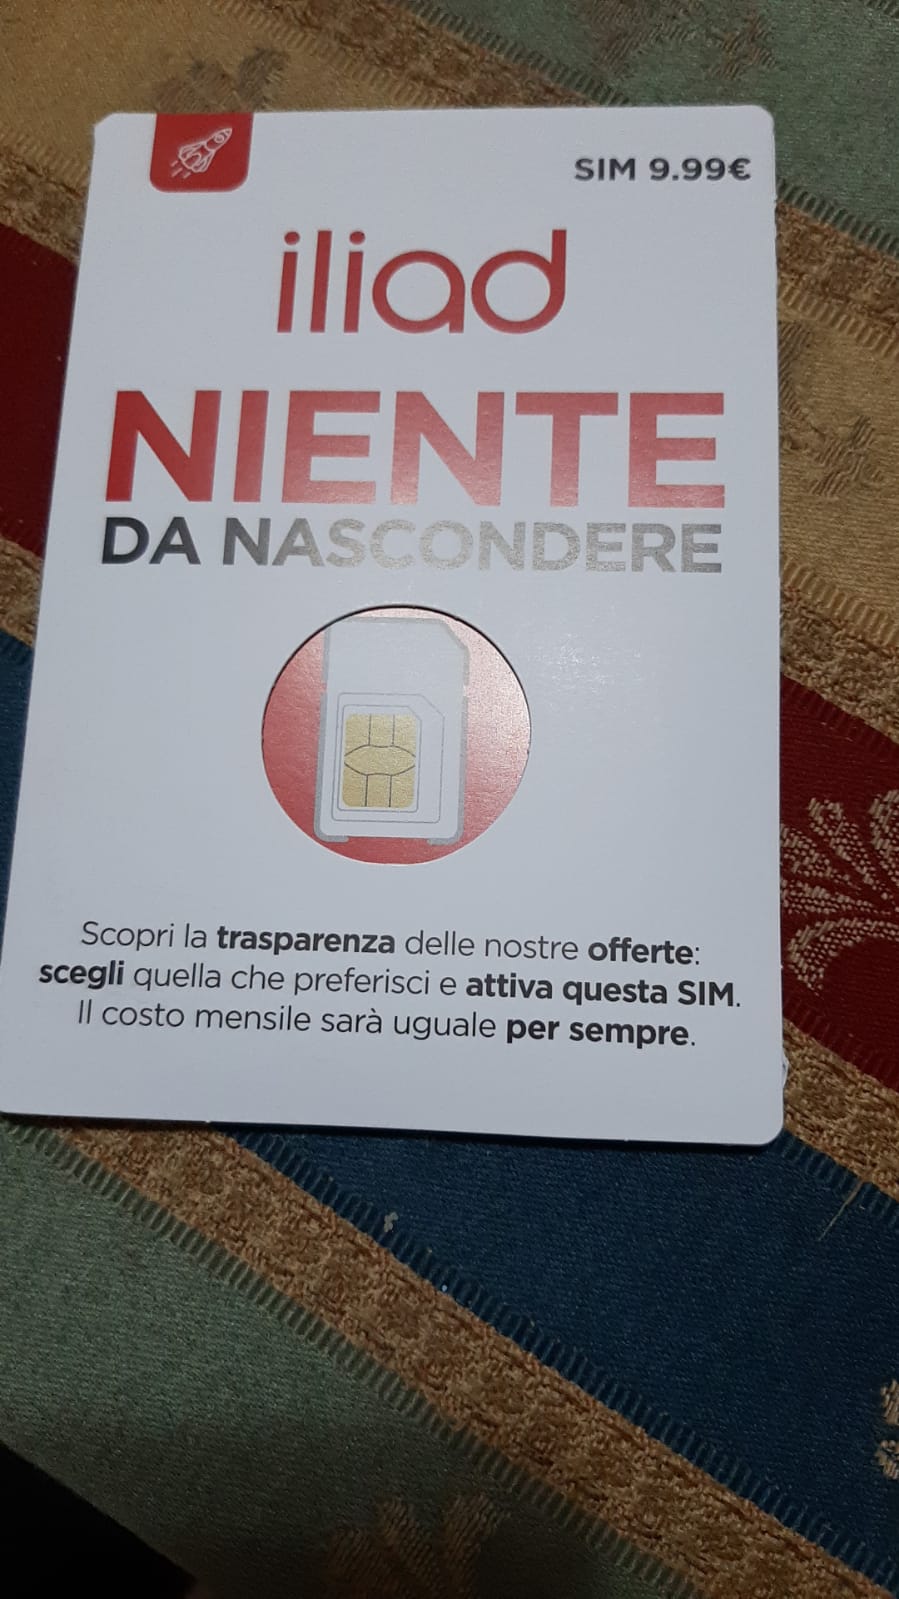 SIM 9.99€
iliad
NIENTE
DA NASCONDERE
Scopri la trasparenza delle nostre offerte:
scegli quella che preferisci e attiva questa SIM.
Il costo mensile sarà uguale per sempre.